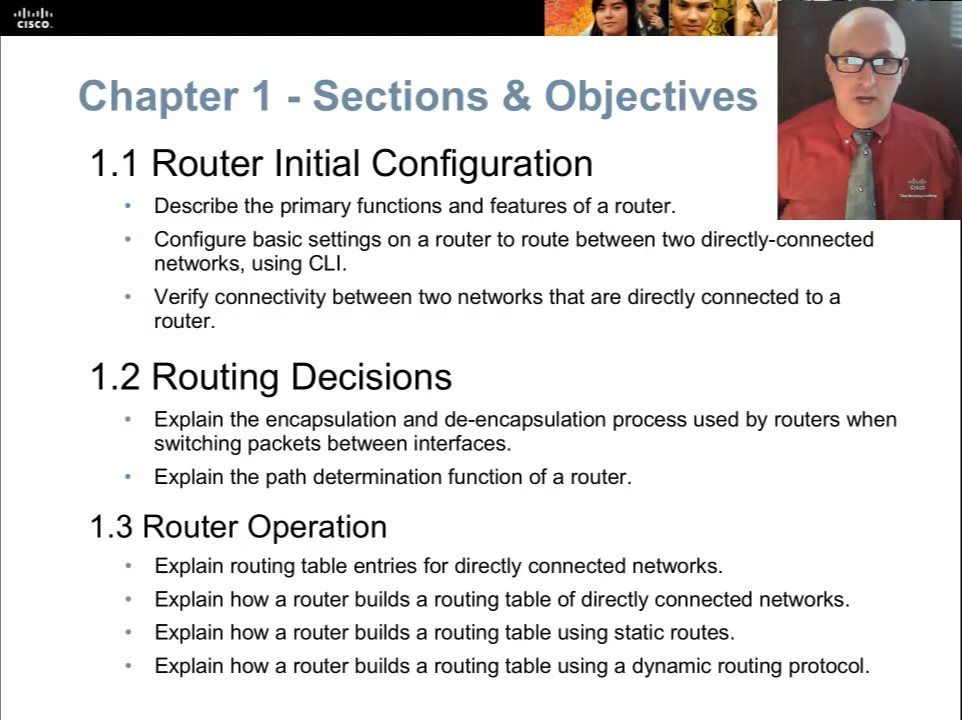 CISCO.
Chapter 1 - Sections & Objectives
CISCO
1.1 Router Initial Configuration
• Describe the primary functions and features of a router.
• Configure basic settings on a router to route between two directly-connected
networks, using CLI.
• Verify connectivity between two networks that are directly connected to a
router.
1.2 Routing Decisions
• Explain the encapsulation and de-encapsulation process used by routers when
switching packets between interfaces.
• Explain the path determination function of a router.
1.3 Router Operation
• Explain routing table entries for directly connected networks.
• Explain how a router builds a routing table of directly connected networks.
• Explain how a router builds a routing table using static routes.
• Explain how a router builds a routing table using a dynamic routing protocol.